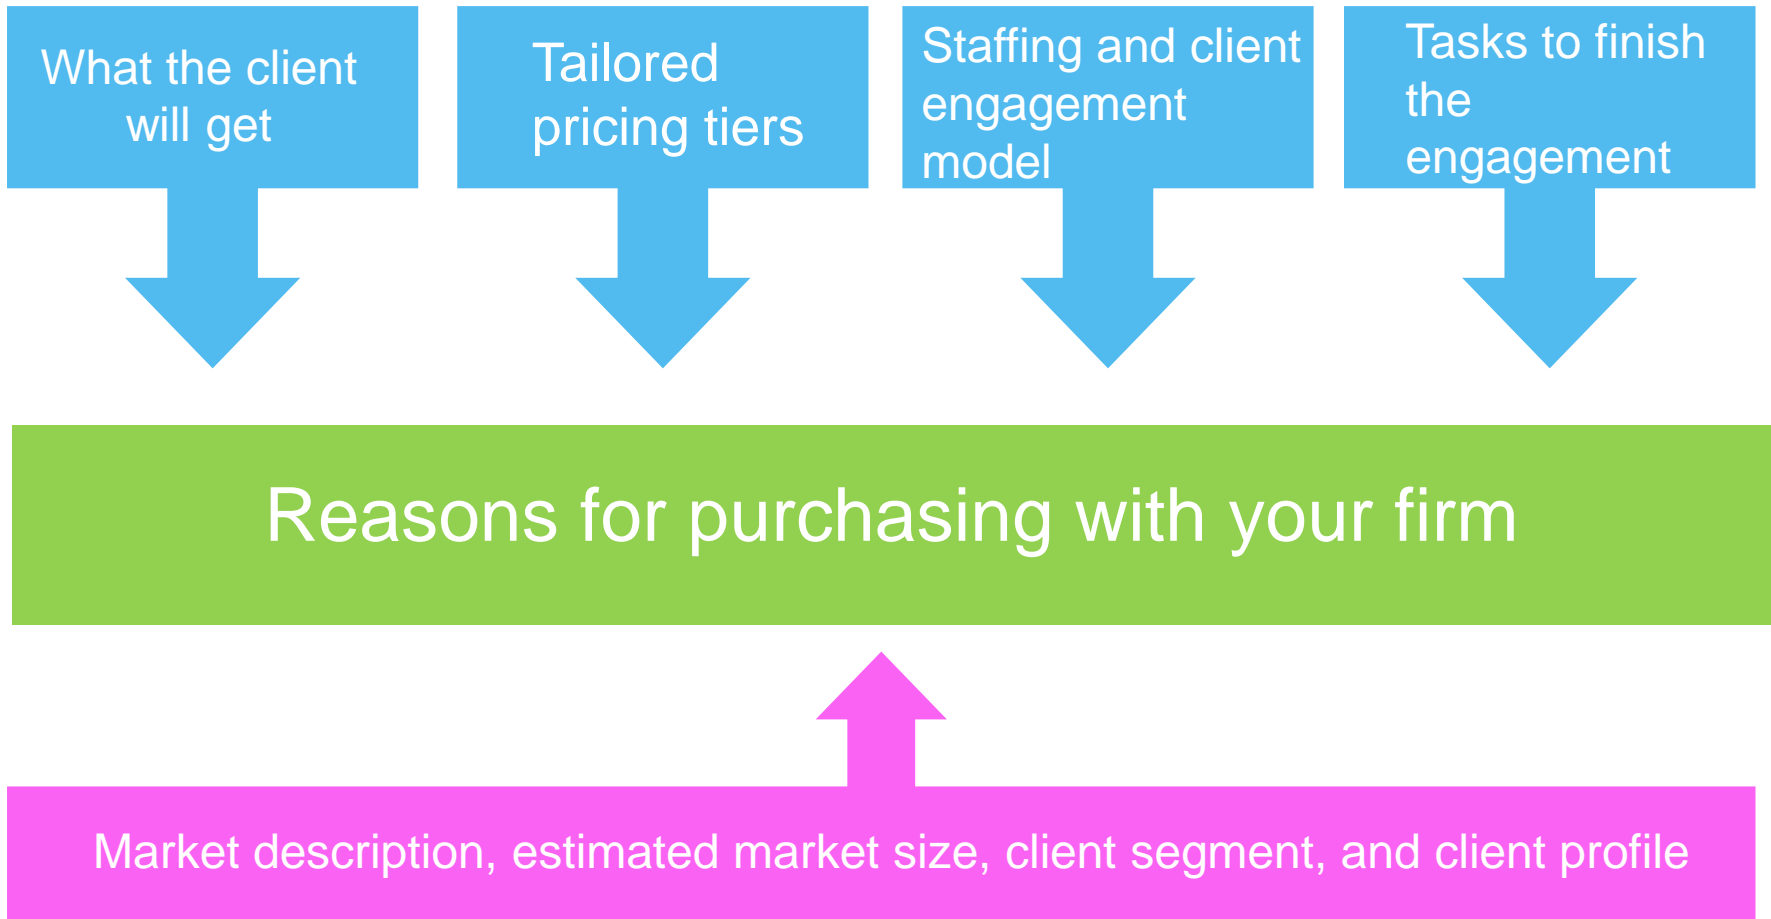 What the client
will get
Tailored
pricing tiers
Staffing and client
engagement
model
Tasks to finish
the
engagement
Reasons for purchasing with your firm
Market description, estimated market size, client segment, and client profile